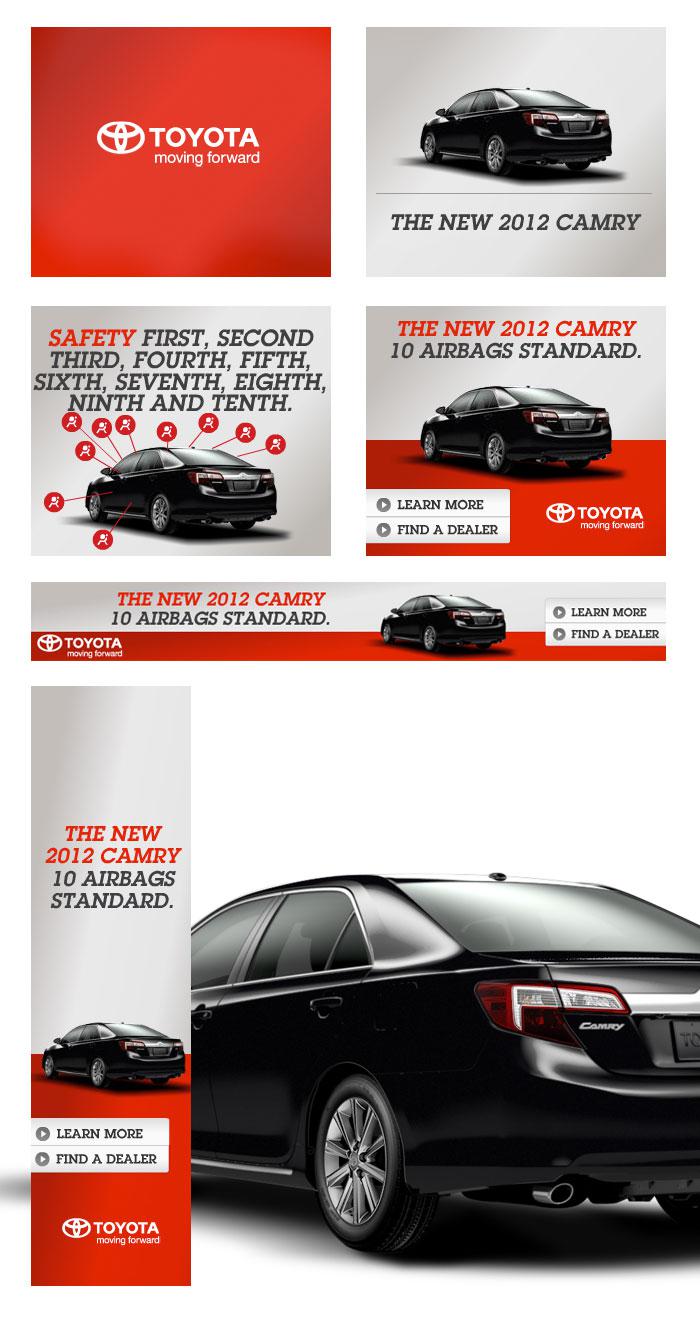 TOYOTA
moving forward
THE NEW 2012 CAMRY
SAFETY FIRST, SECOND
THIRD, FOURTH, FIFTH,
SIXTH, SEVENTH, EIGHTH,
NINTH AND TENTH.
THE NEW 2012 CAMRY
10 AIRBAGS STANDARD.
LEARN MORE
FIND A DEALER
TOYOTA
moving forward
THE NEW 2012 CAMRY
10 AIRBAGS STANDARD.
TOYOTA
moving forward
LEARN MORE
FIND A DEALER
THE NEW
2012 CAMRY
10 AIRBAGS
STANDARD.
LEARN MORE
FIND A DEALER
TOYOTA
moving forward
CAMRY
TO